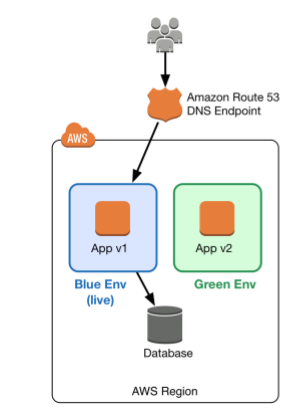 Amazon Route 53
DNS Endpoint
AWS
App v1
App v2
Blue Env
(live)
Green Env
Database
AWS Region